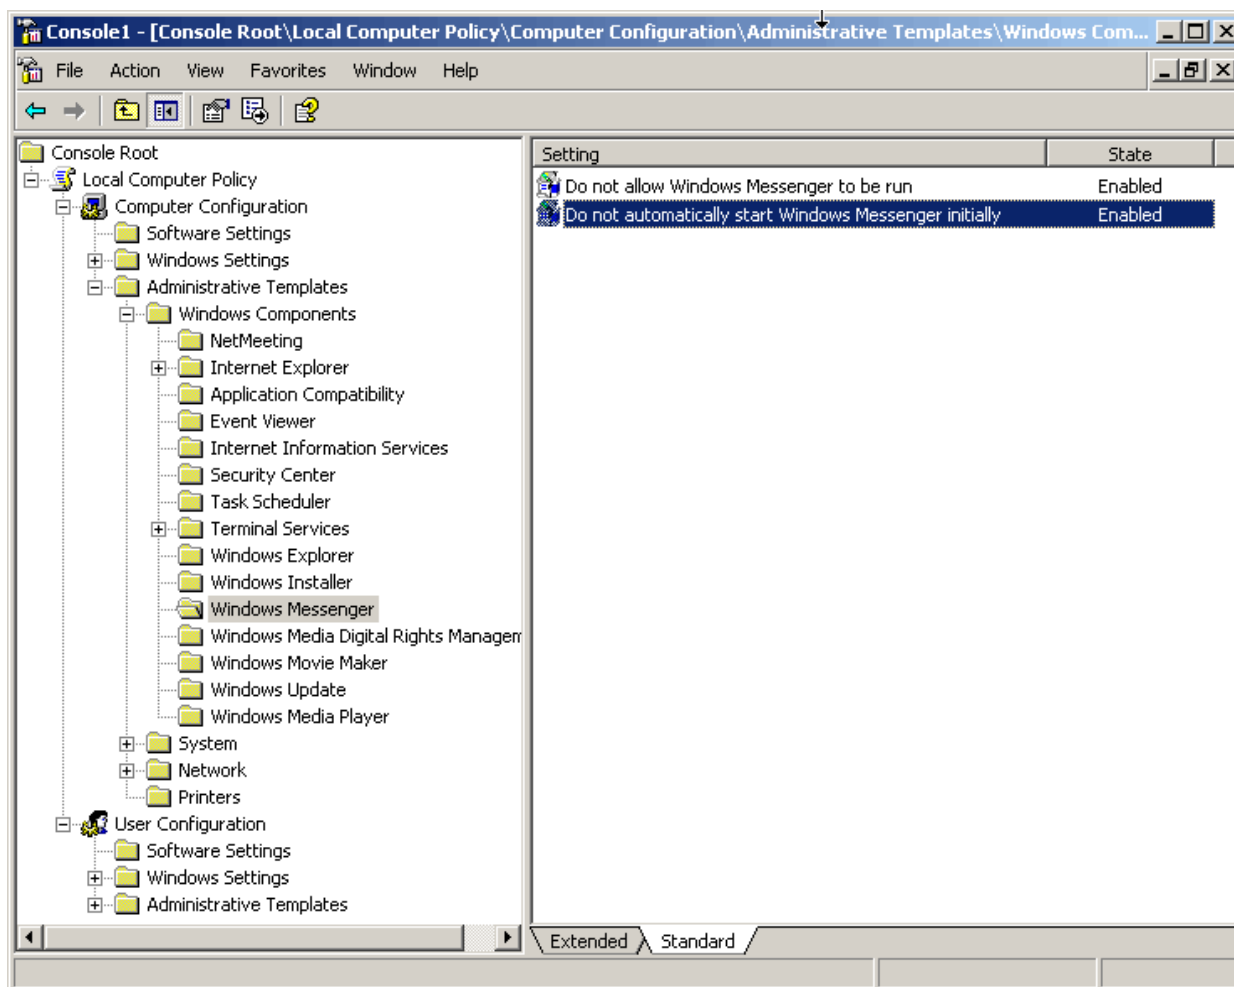 Console1 - [Console Root\Local Computer Policy\Computer Configuration\Administrative Templates\Windows Com...
File Action View Favorites Window Help
Console Root
Local Computer Policy
Computer Configuration
Software Settings
Windows Settings
Administrative Templates
Windows Components
NetMeeting
Internet Explorer
Application Compatibility
Event Viewer
Internet Information Services
Security Center
Task Scheduler
Terminal Services
Windows Explorer
Windows Installer
Windows Messenger
Windows Media Digital Rights Managem
Windows Movie Maker
Windows Update
Windows Media Player
System
Network
Printers
User Configuration
Software Settings
Windows Settings
Administrative Templates
Setting State
Do not allow Windows Messenger to be run Enabled
Do not automatically start Windows Messenger initially Enabled
Extended Standard